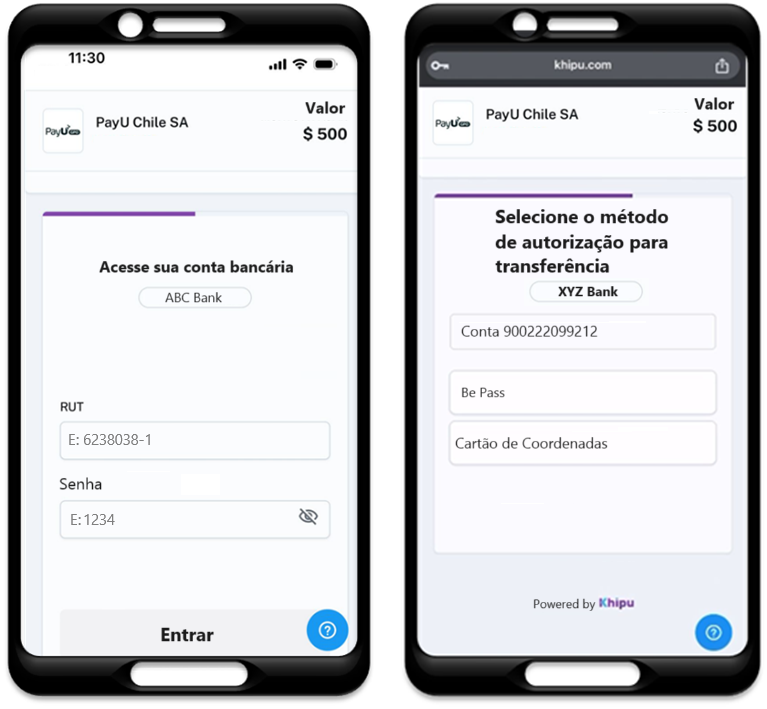 11:30
PayU
PayU Chile SA
Valor
$ 500
Acesse sua conta bancária
ABC Bank
RUT
E: 6238038-1
Senha
E: 1234
Entrar
khipu.com
PayU
PayU Chile SA
Valor
$ 500
Selecione o método
de autorização para
transferência
XYZ Bank
Conta 900222099212
Be Pass
Cartão de Coordenadas
Powered by Khipu